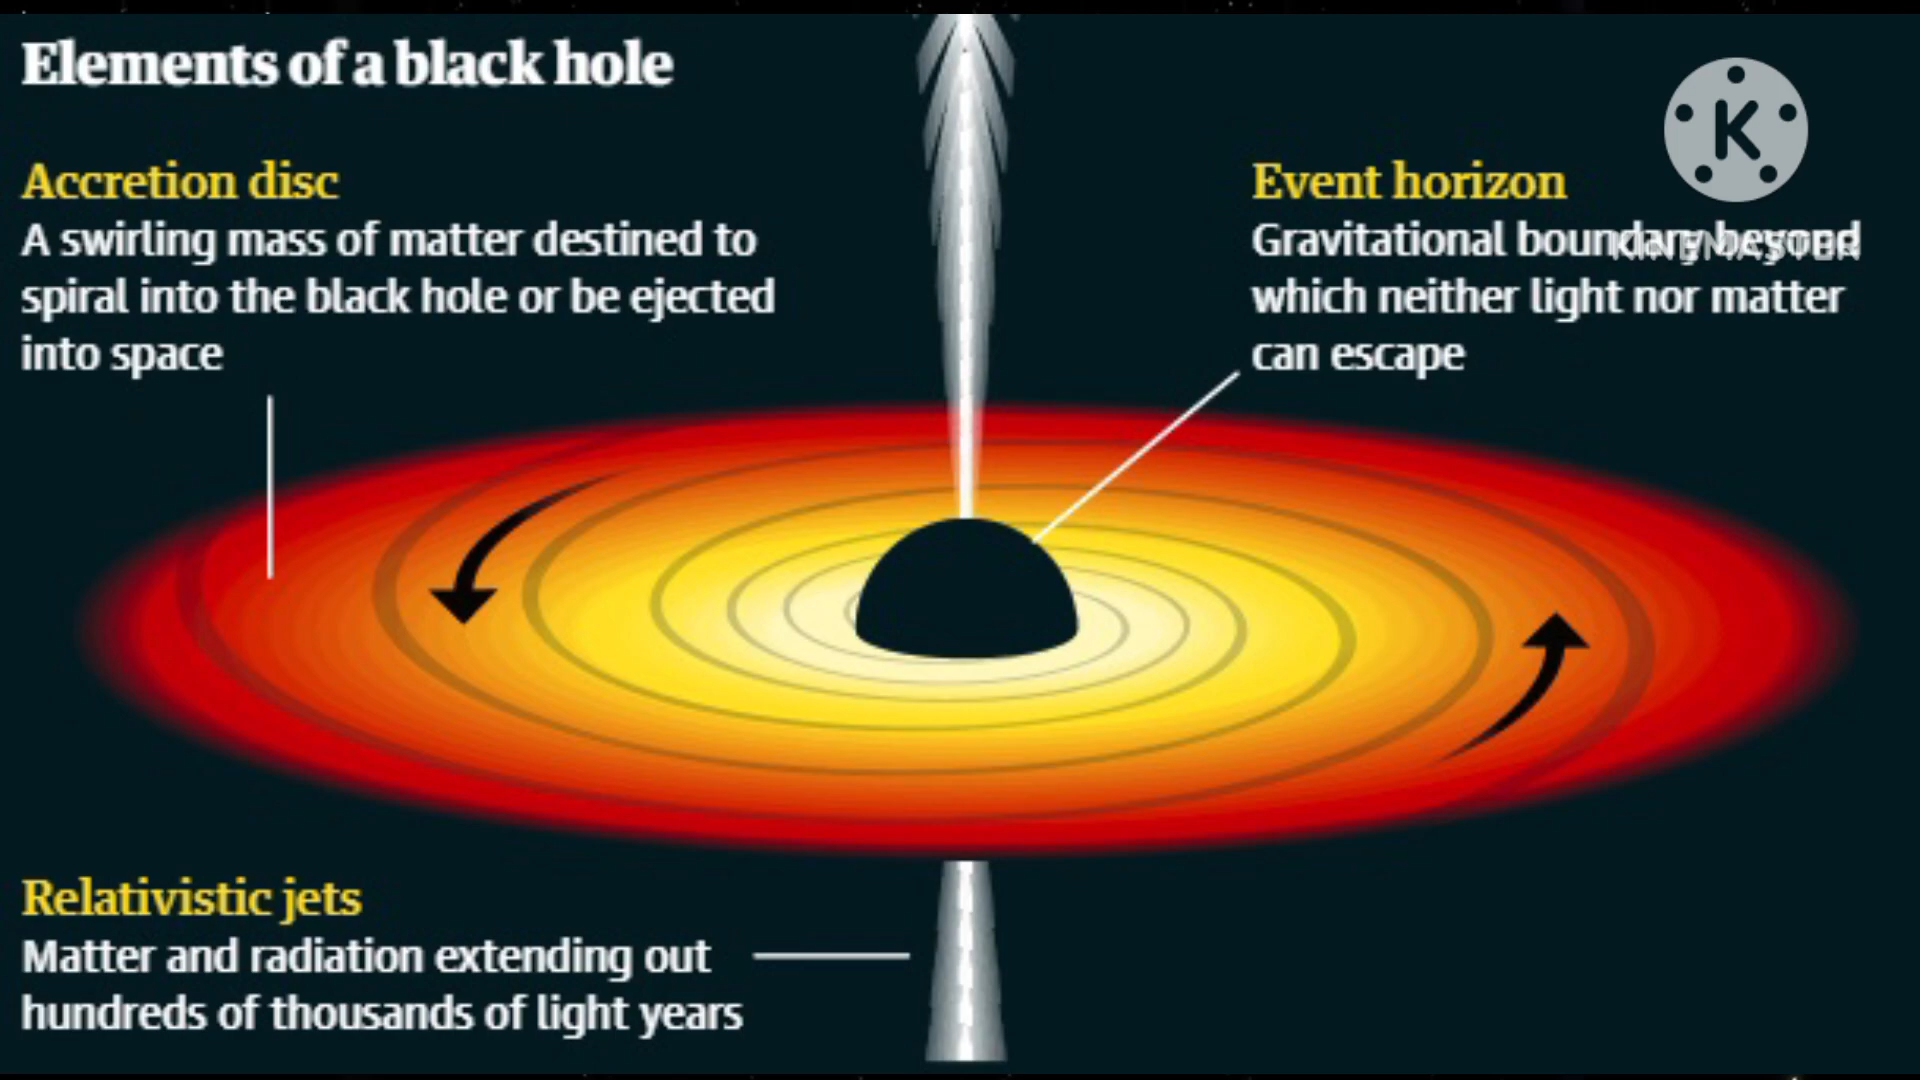 Elements of a black hole
Accretion disc
A swirling mass of matter destined to
spiral into the black hole or be ejected
into space
Event horizon
Gravitational boundary beyond
which neither light nor matter
can escape
K
KINEMASTER
Relativistic jets
Matter and radiation extending out
hundreds of thousands of light years